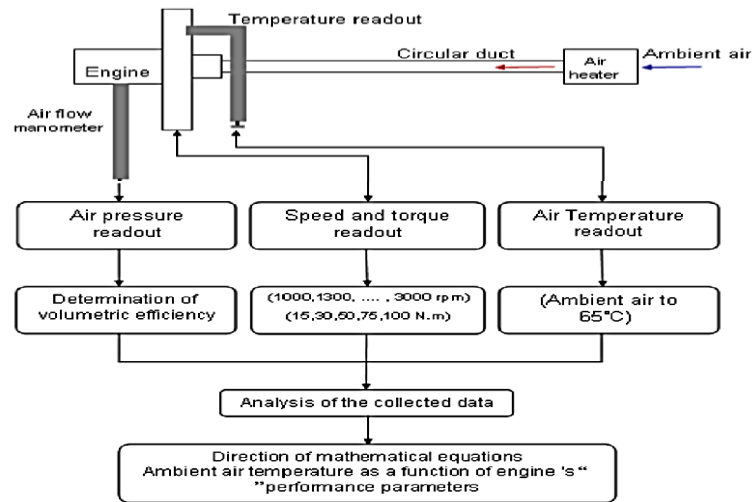 Temperature readout
Circular duct
Ambient air
Engine
Air
heater
Air flow
manometer
Air pressure
readout
Speed and torque
readout
Air Temperature
readout
Determination of
volumetric efficiency
(1000,1300, .... , 3000 rpm)
(15,30,50,75,100 N.m)
(Ambient air to
65°C)
Analysis of the collected data
Direction of mathematical equations
Ambient air temperature as a function of engine 's“
”performance parameters